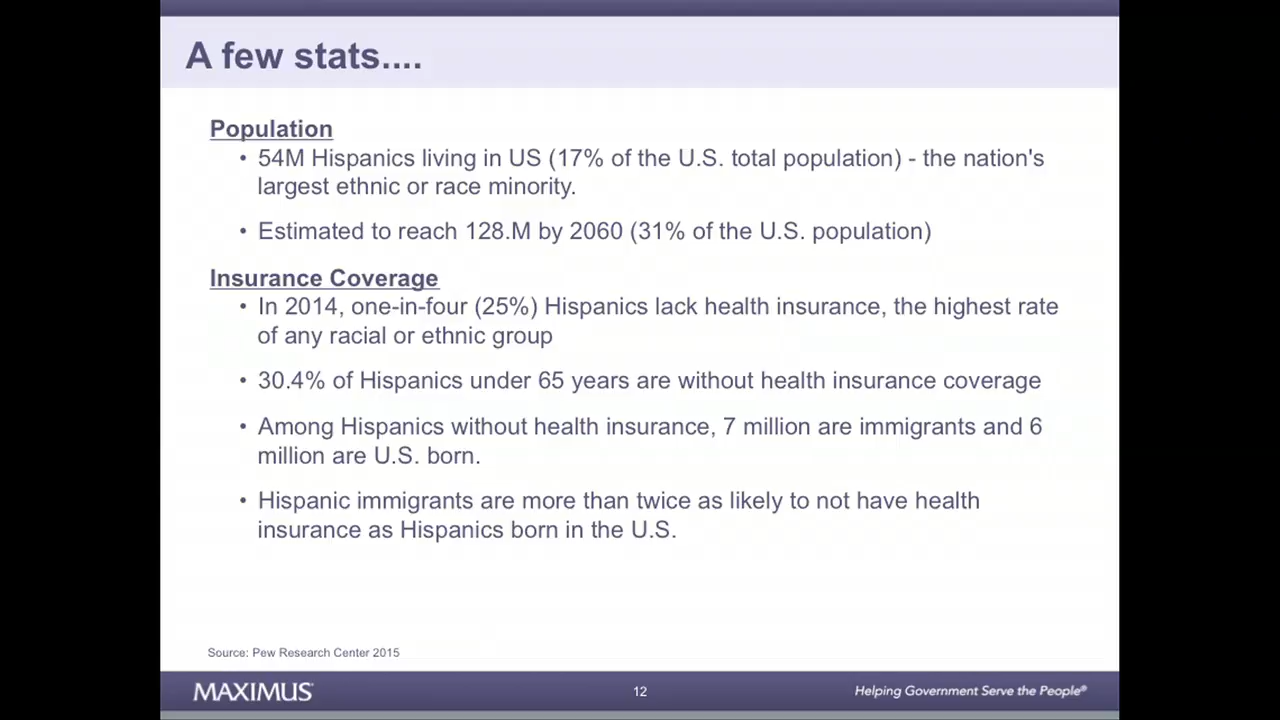 A few stats....
Population
• 54M Hispanics living in US (17% of the U.S. total population) - the nation's
largest ethnic or race minority.
• Estimated to reach 128.M by 2060 (31% of the U.S. population)
Insurance Coverage
• In 2014, one-in-four (25%) Hispanics lack health insurance, the highest rate
of any racial or ethnic group
• 30.4% of Hispanics under 65 years are without health insurance coverage
• Among Hispanics without health insurance, 7 million are immigrants and 6
million are U.S. born.
• Hispanic immigrants are more than twice as likely to not have health
insurance as Hispanics born in the U.S.
Source: Pew Research Center 2015
MAXIMUS
12
Helping Government Serve the People®